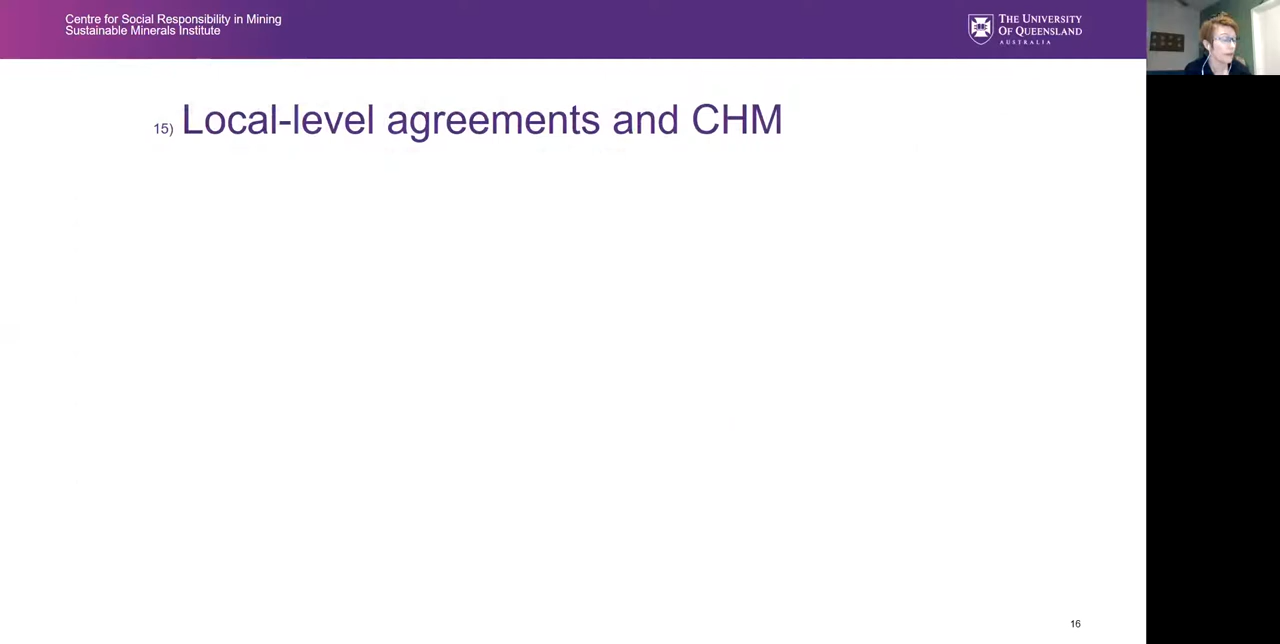 Centre for Social Responsibility in Mining
Sustainable Minerals Institute
THE UNIVERSITY
OF QUEENSLAND
AUSTRALIA
15) Local-level agreements and CHM
16